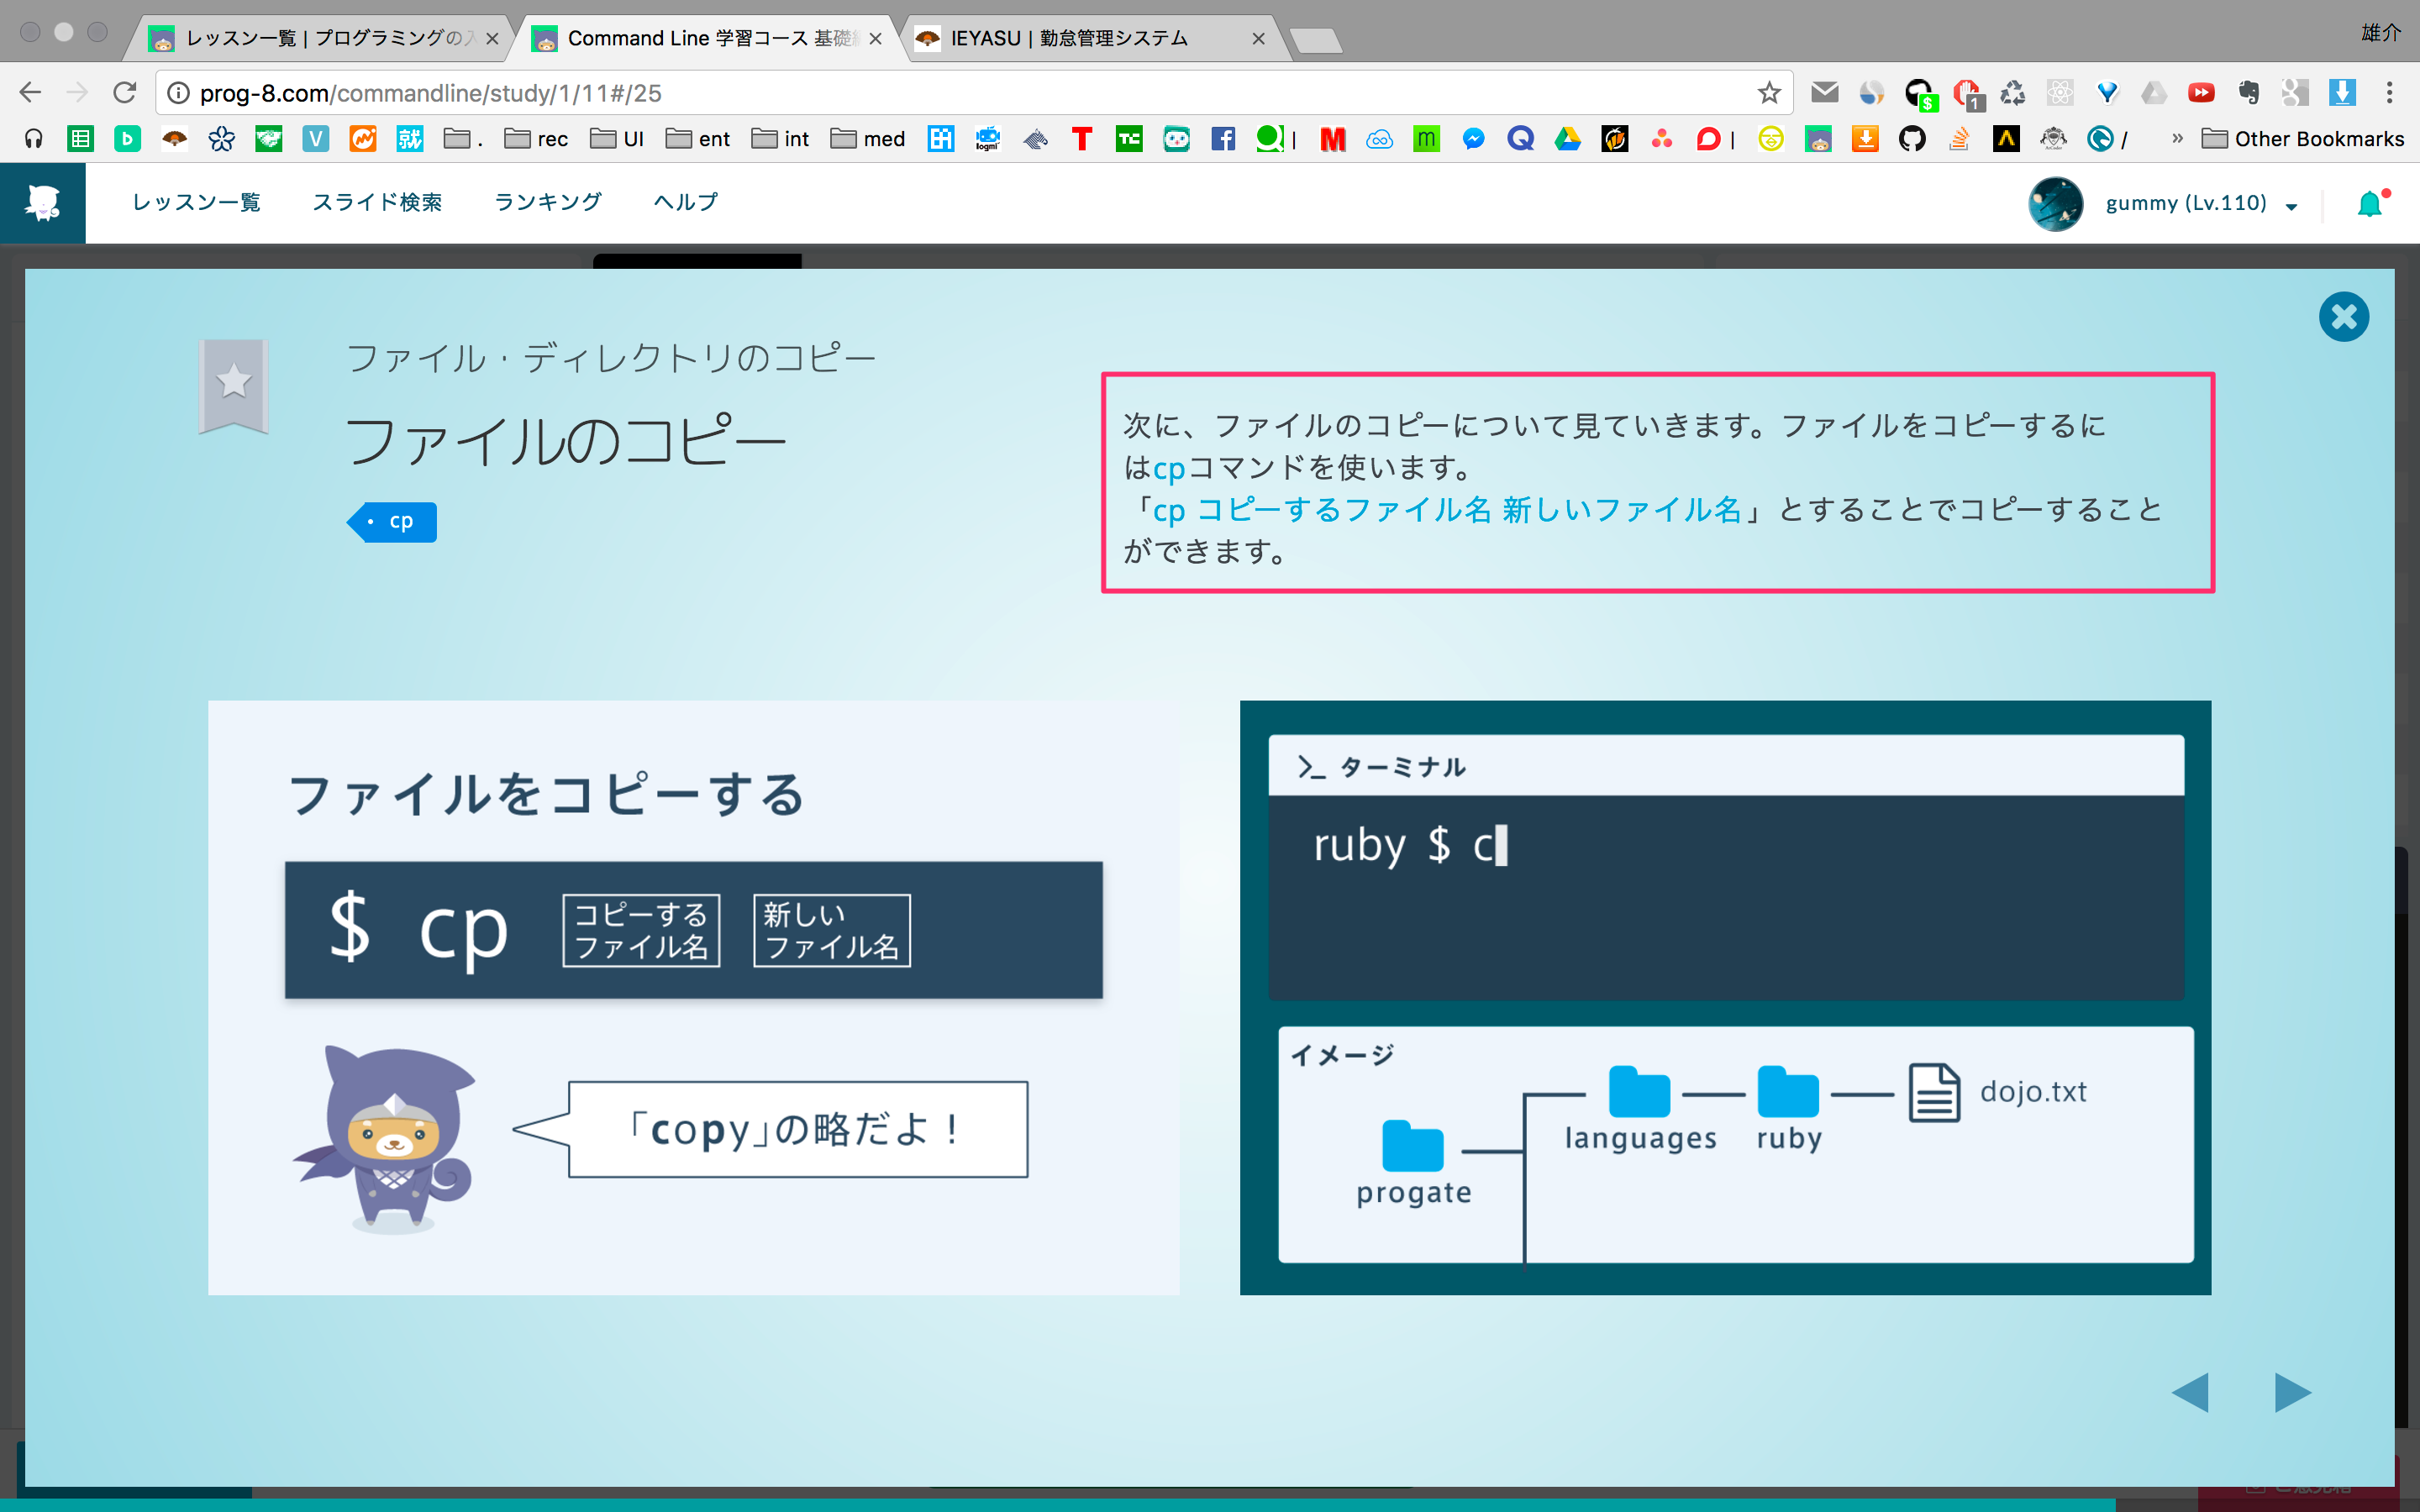 レッスン一覧 | プログラミングの入
Command Line 学習コース 基礎編
IEYASU | 勤怠管理システム
雄介
prog-8.com/commandline/study/1/11#/25
$
1
b
V
就
.
rec
UI
ent
int
med
logmi
T
|
M
m
|
/
»
Other Bookmarks
レッスン一覧
スライド検索
ランキング
ヘルプ
gummy (Lv.110)
ファイル・ディレクトリのコピー
ファイルのコピー
cp
次に、ファイルのコピーについて見ていきます。ファイルをコピーするに
はcpコマンドを使います。
「cp コピーするファイル名 新しいファイル名」とすることでコピーすること
ができます。
ファイルをコピーする
$ cp
コピーする
ファイル名
新しい
ファイル名
「copy」の略だよ！
>_ ターミナル
ruby $ c
イメージ
progate
languages
ruby
dojo.txt